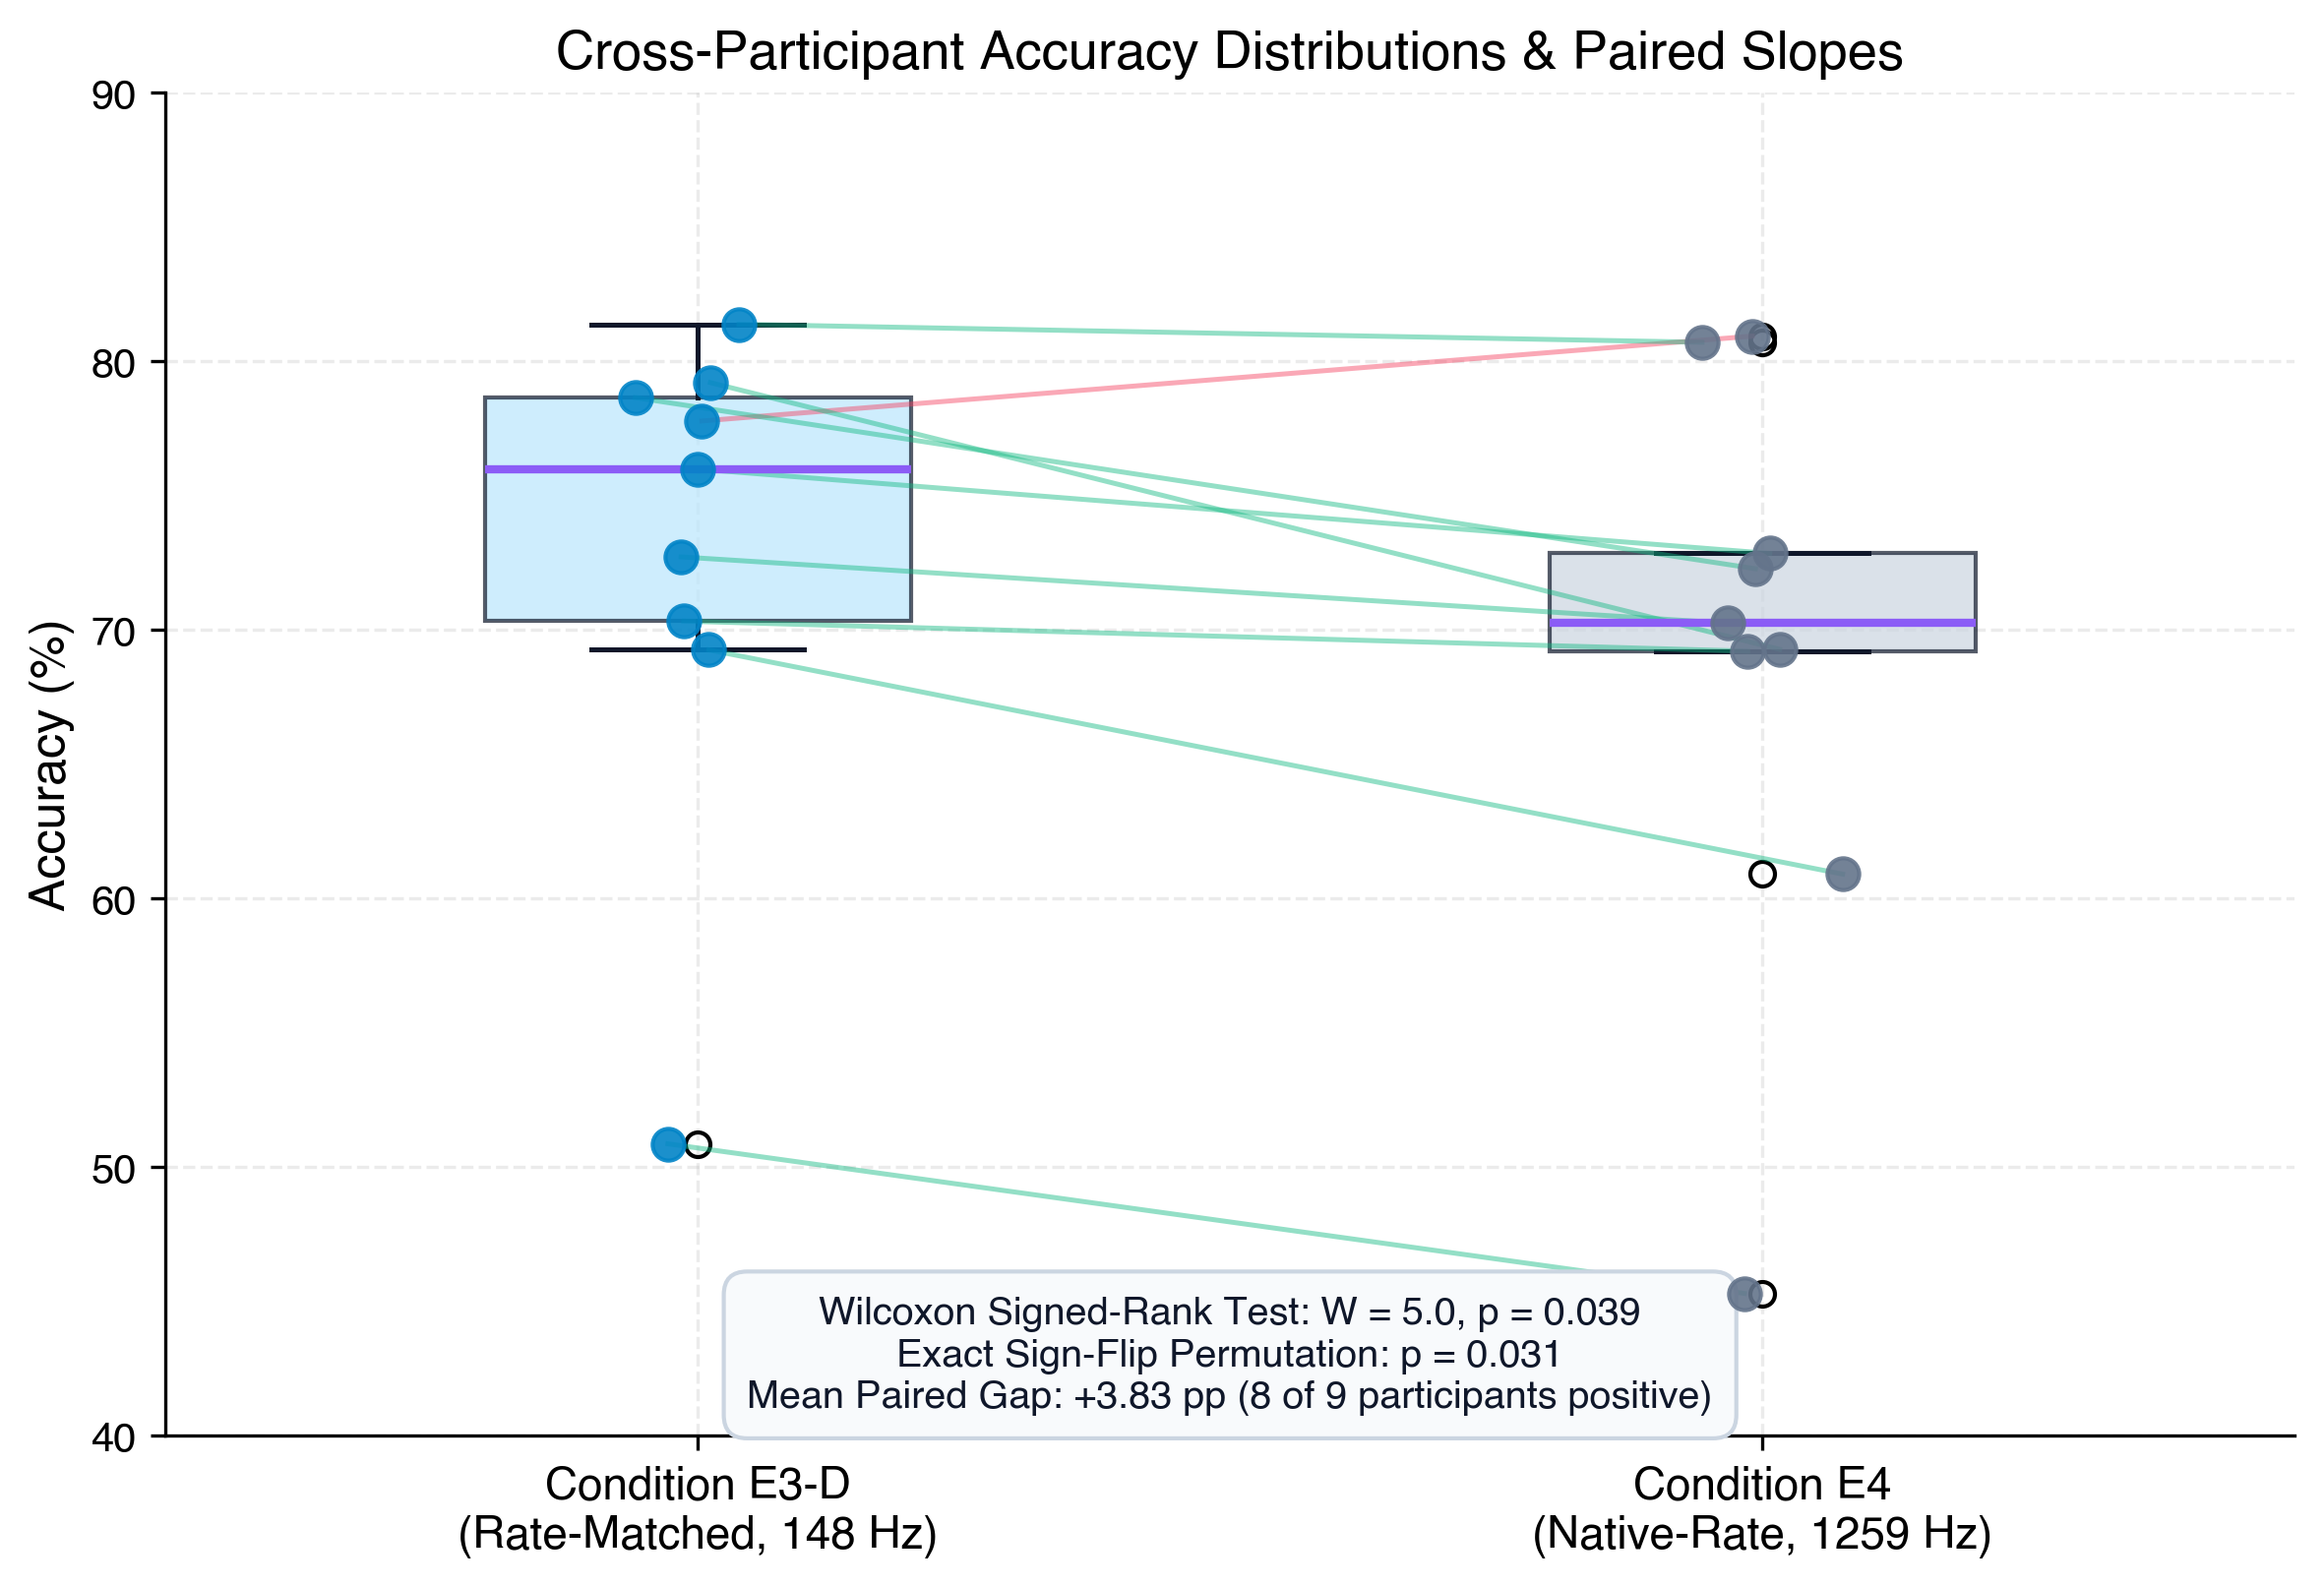 Cross-Participant Accuracy Distributions & Paired Slopes
90
80
70
60
50
40
Accuracy (%)
Wilcoxon Signed-Rank Test: W = 5.0, p = 0.039
Exact Sign-Flip Permutation: p = 0.031
Mean Paired Gap: +3.83 pp (8 of 9 participants positive)
Condition E3-D
(Rate-Matched, 148 Hz)
Condition E4
(Native-Rate, 1259 Hz)